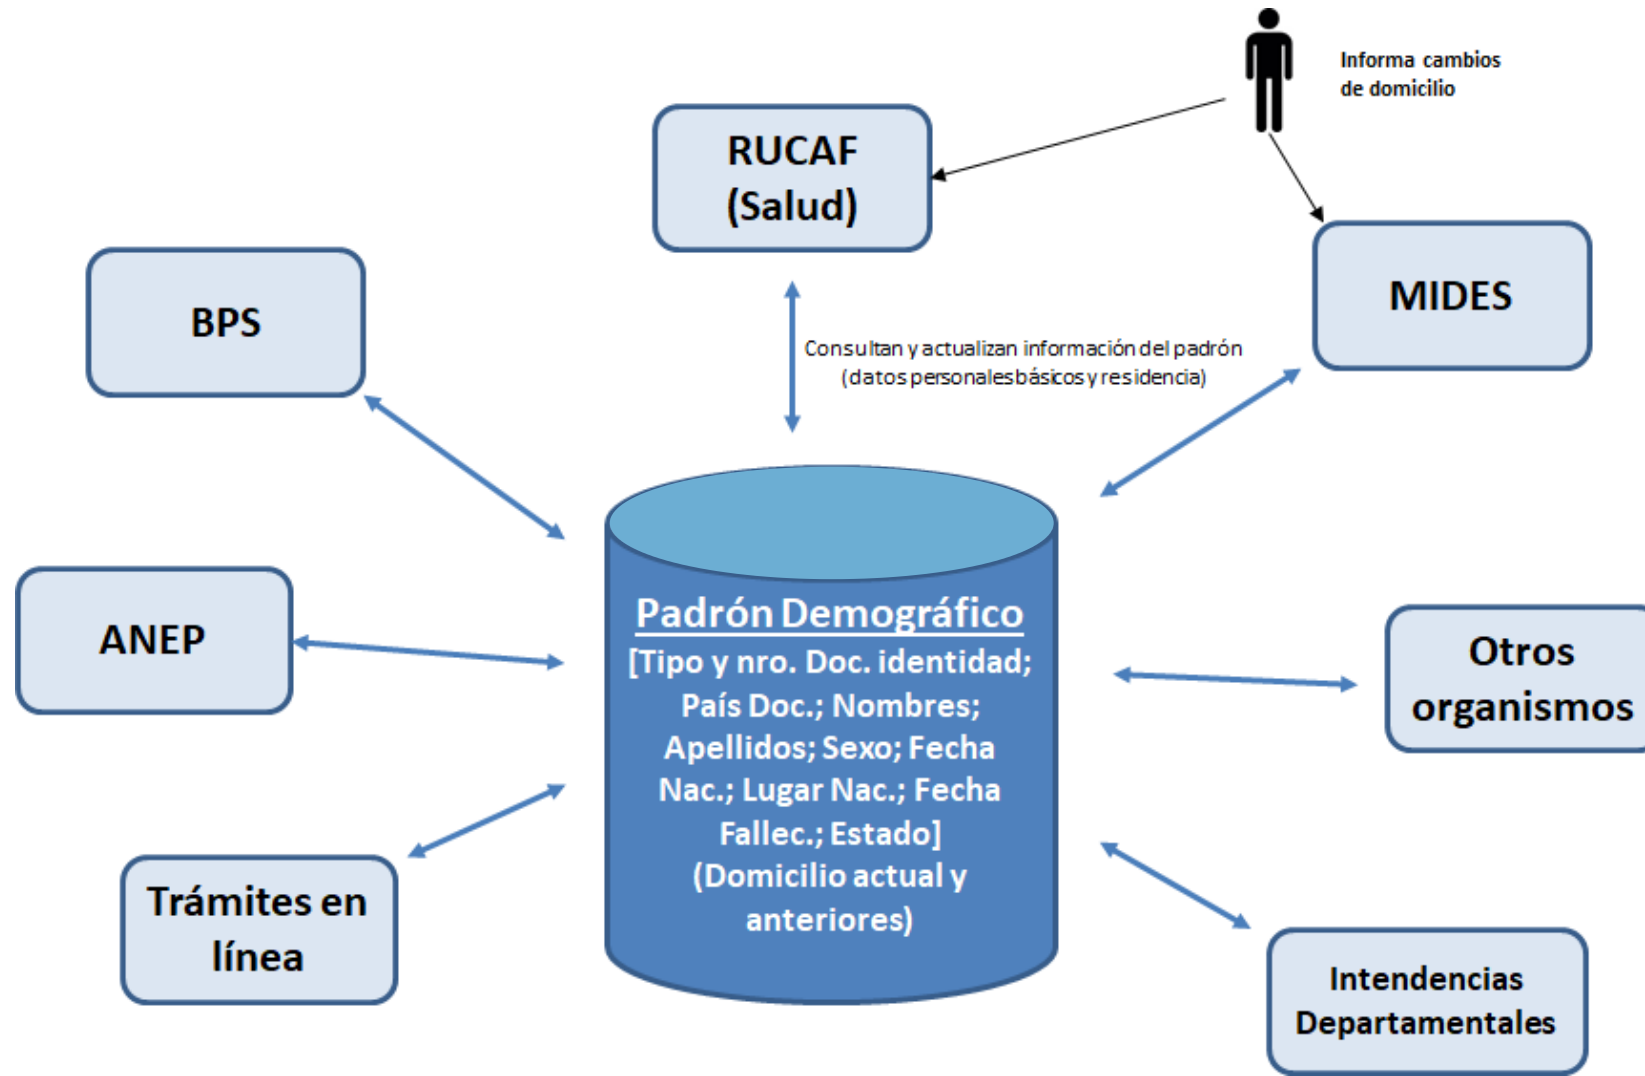 Informa cambios
de domicilio
RUCAF
(Salud)
MIDES
BPS
Consultan y actualizan información del padrón
(datos personales básicos y residencia)
ANEP
Padrón Demográfico
[Tipo y nro. Doc. identidad;
País Doc.; Nombres;
Apellidos; Sexo; Fecha
Nac.; Lugar Nac.; Fecha
Fallec.; Estado]
(Domicilio actual y
anteriores)
Otros
organismos
Trámites en
línea
Intendencias
Departamentales